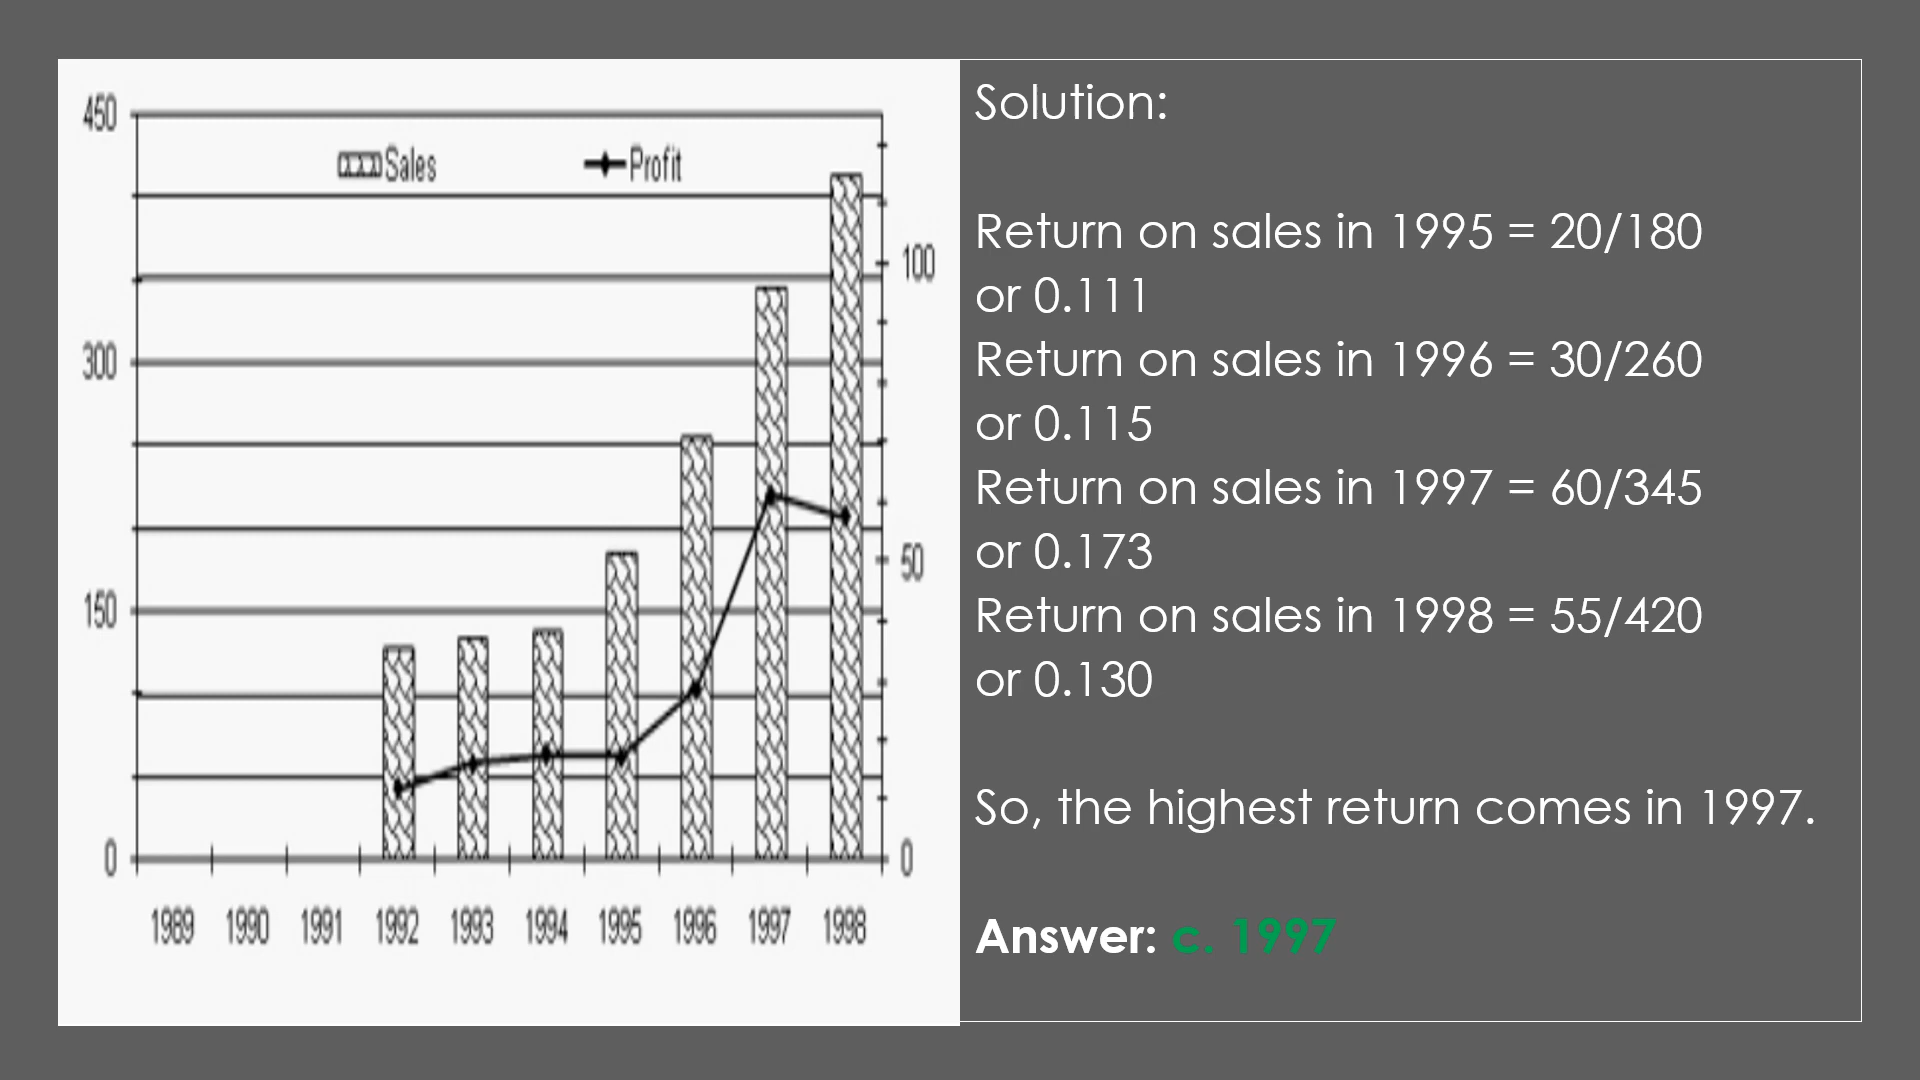 450
Sales
Profit
100
300
50
150
0
0
1989 1990 1991 1992 1993 1994 1995 1996 1997 1998
Solution:
Return on sales in 1995 = 20/180
or 0.111
Return on sales in 1996 = 30/260
or 0.115
Return on sales in 1997 = 60/345
or 0.173
Return on sales in 1998 = 55/420
or 0.130
So, the highest return comes in 1997.
Answer: c. 1997